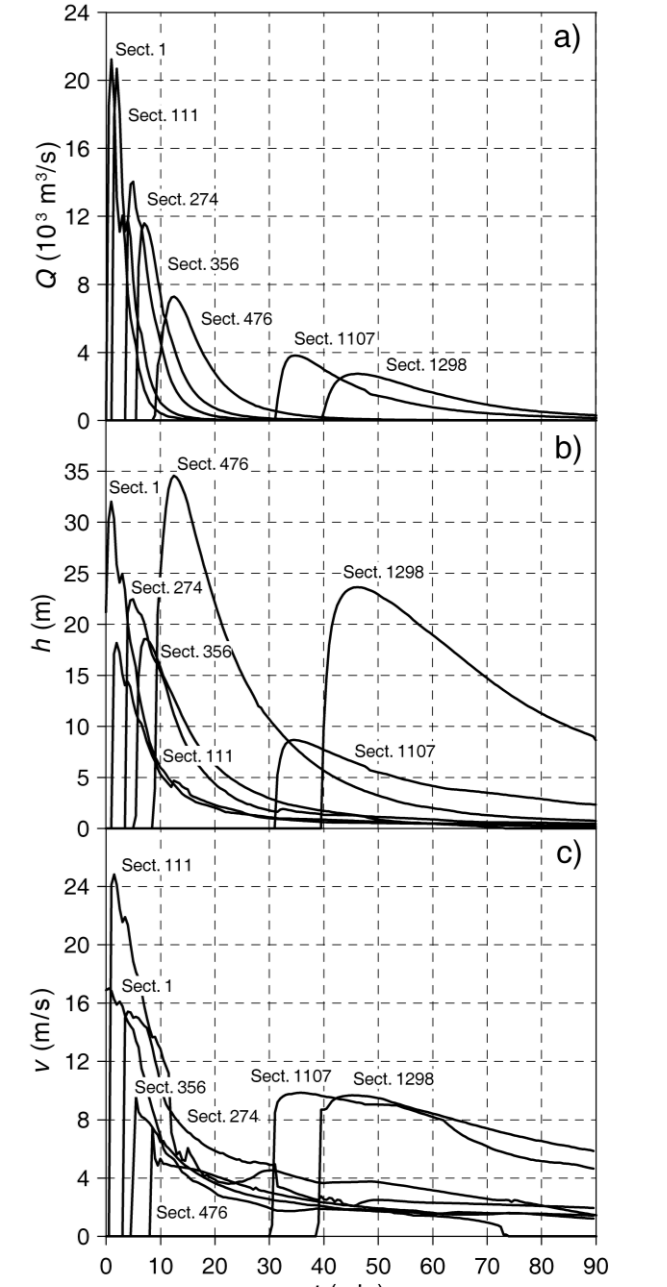 24
a)
Sect. 1
20
Sect. 111
16
Q (10³ m³/s)
12
Sect. 274
Sect. 356
8
Sect. 476
Sect. 1107
4
Sect. 1298
0
b)
35
Sect. 476
Sect. 1
30
25
Sect. 1298
Sect. 274
h (m)
20
Sect. 356
15
10
Sect. 111
Sect. 1107
5
0
c)
Sect. 111
24
20
Sect. 1
16
v (m/s)
12
Sect. 1107
Sect. 1298
Sect. 356
8
Sect. 274
4
Sect. 476
0
0 10 20 30 40 50 60 70 80 90